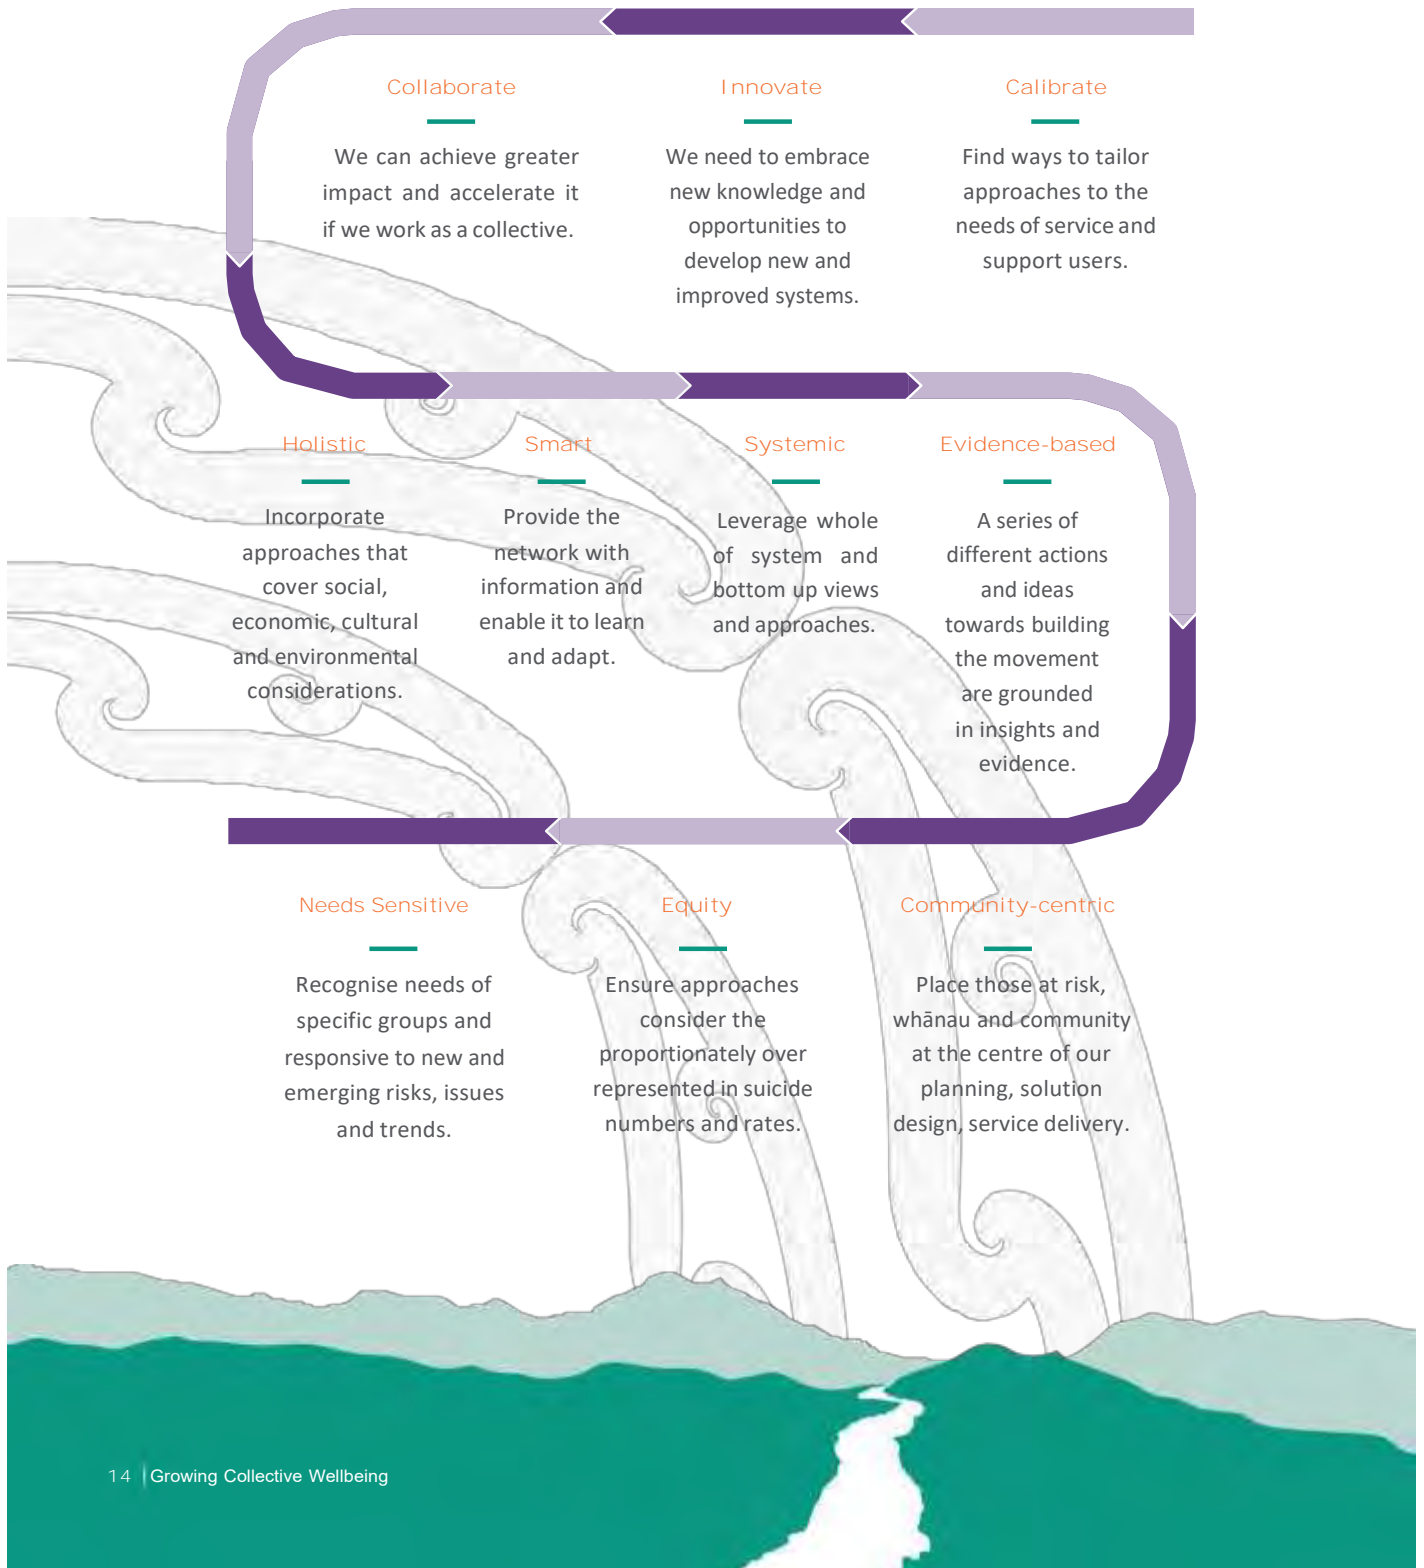 Collaborate
We can achieve greater
impact and accelerate it
if we work as a collective.
Innovate
We need to embrace
new knowledge and
opportunities to
develop new and
improved systems.
Calibrate
Find ways to tailor
approaches to the
needs of service and
support users.
Holistic
Incorporate
approaches that
cover social,
economic, cultural
and environmental
considerations.
Smart
Provide the
network with
information and
enable it to learn
and adapt.
Systemic
Leverage whole
of system and
bottom up views
and approaches.
Evidence-based
A series of
different actions
and ideas
towards building
the movement
are grounded
in insights and
evidence.
Needs Sensitive
Recognise needs of
specific groups and
responsive to new and
emerging risks, issues
and trends.
Equity
Ensure approaches
consider the
proportionately over
represented in suicide
numbers and rates.
Community-centric
Place those at risk,
whānau and community
at the centre of our
planning, solution
design, service delivery.
14 Growing Collective Wellbeing